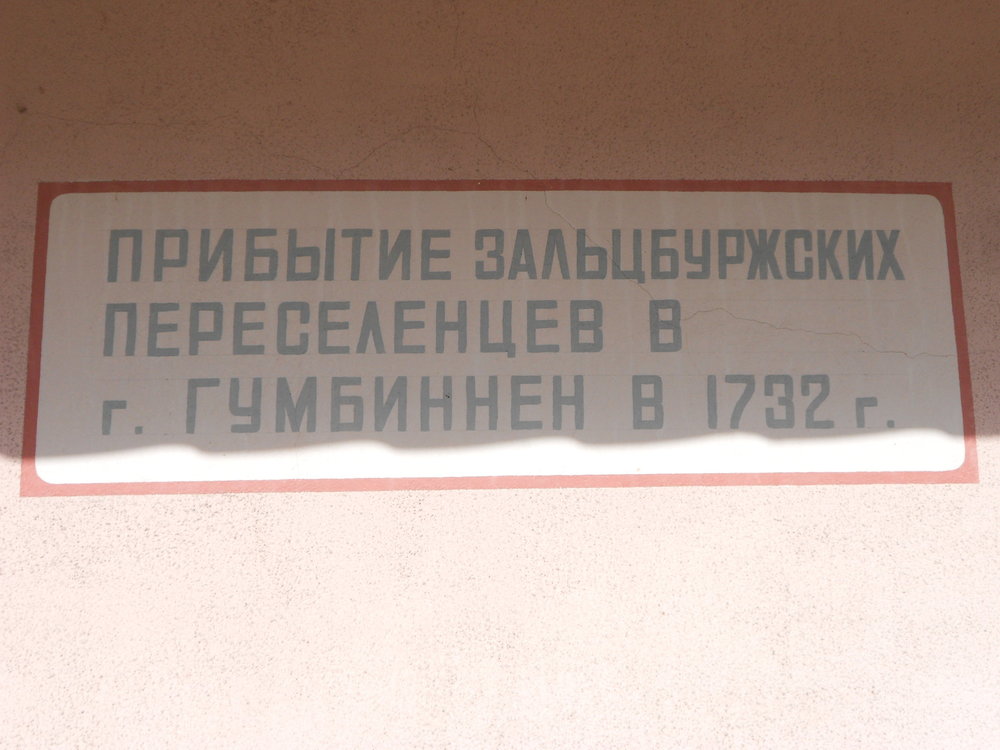 ПРИБЫТИЕ ЗАЛЬЦБУРЖСКИХ
ПЕРЕСЕЛЕНЦЕВ В
г. ГУМБИННЕН В 1732 г.